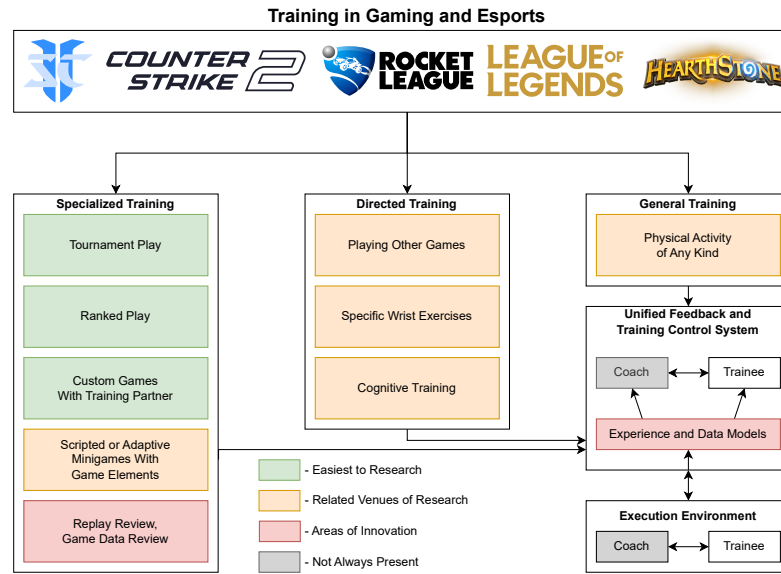 Training in Gaming and Esports
COUNTER
STRIKE 2
ROCKET
LEAGUE
LEAGUE OF
LEGENDS
HEARTHSTONE
Specialized Training
Tournament Play
Ranked Play
Custom Games
With Training Partner
Scripted or Adaptive
Minigames With
Game Elements
Replay Review,
Game Data Review
Directed Training
Playing Other Games
Specific Wrist Exercises
Cognitive Training
General Training
Physical Activity
of Any Kind
Unified Feedback and
Training Control System
Coach
Trainee
Experience and Data Models
Execution Environment
Coach
Trainee
- Easiest to Research
- Related Venues of Research
- Areas of Innovation
- Not Always Present